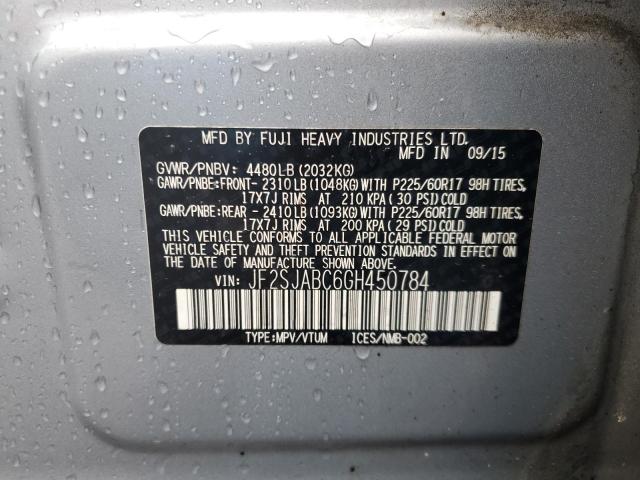 MFD BY FUJI HEAVY INDUSTRIES LTD.
MFD IN 09/15
GVWR/PNBV: 4480LB (2032KG)
GAWR/PNBE:FRONT- 2310LB (1048KG) WITH P225/60R17 98H TIRES,
17X7J RIMS AT 210 KPA (30 PSI) COLD
GAWR/PNBE:REAR - 2410LB (1093KG) WITH P225/60R17 98H TIRES,
17X7J RIMS AT 200 KPA (29 PSI) COLD
THIS VEHICLE CONFORMS TO ALL APPLICABLE FEDERAL MOTOR
VEHICLE SAFETY AND THEFT PREVENTION STANDARDS IN EFFECT ON
THE DATE OF MANUFACTURE SHOWN ABOVE.
VIN: JF2SJABC6GH450784
TYPE:MPV/VTUM ICES/NMB-002